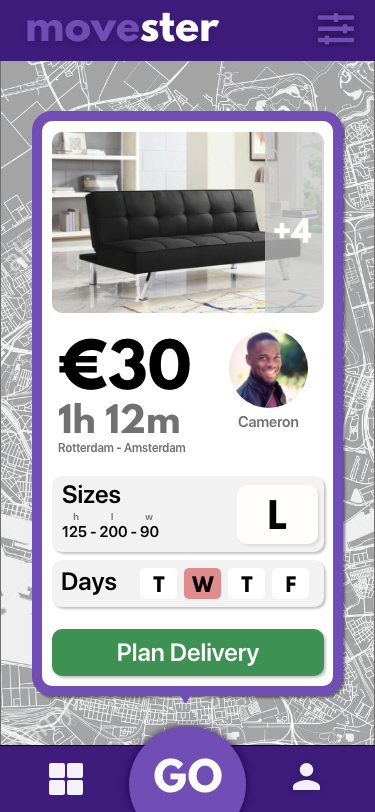 movester
+4
€30
1h 12m
Rotterdam - Amsterdam
Cameron
Sizes
h l w
125 - 200 - 90
L
Days T W T F
Plan Delivery
GO